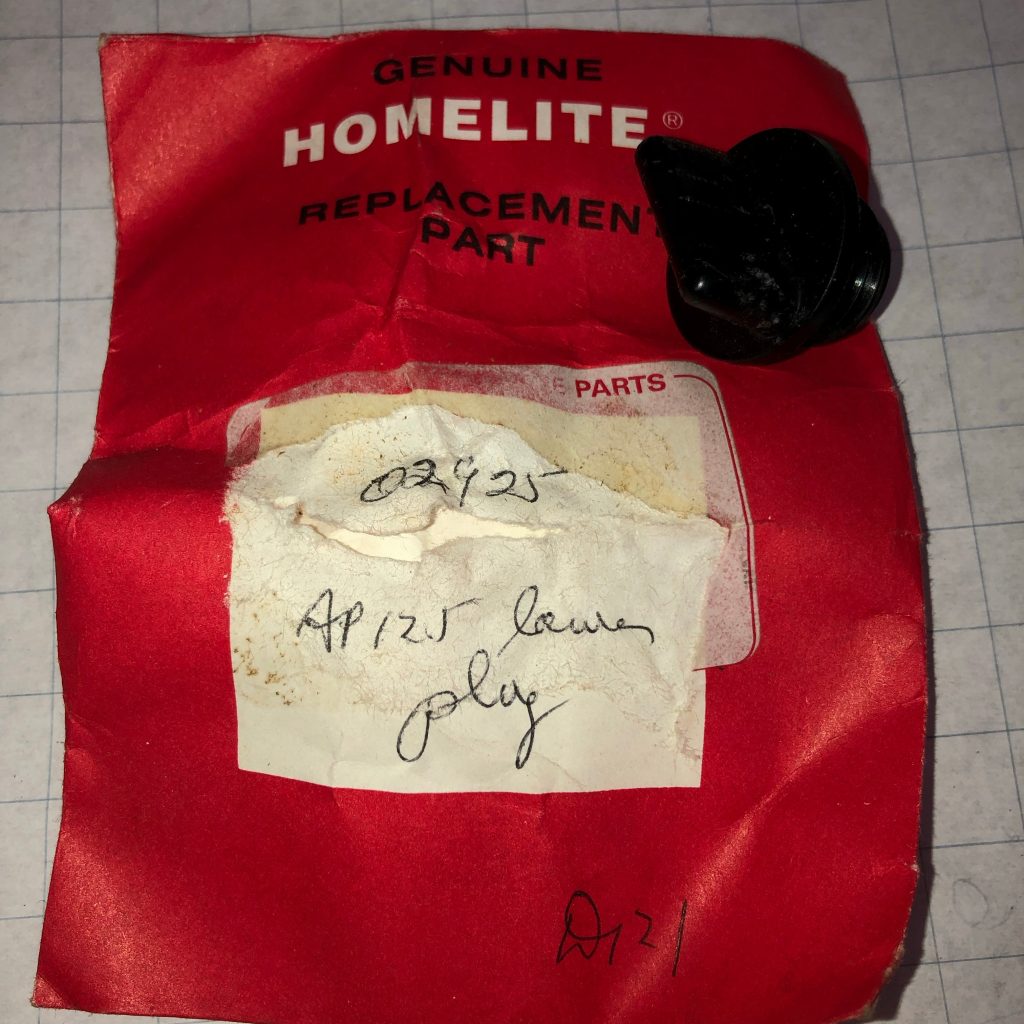 GENUINE
HOMELITE®
REPLACEMENT
PART
PARTS
02925
AP125 lower
plug
D121